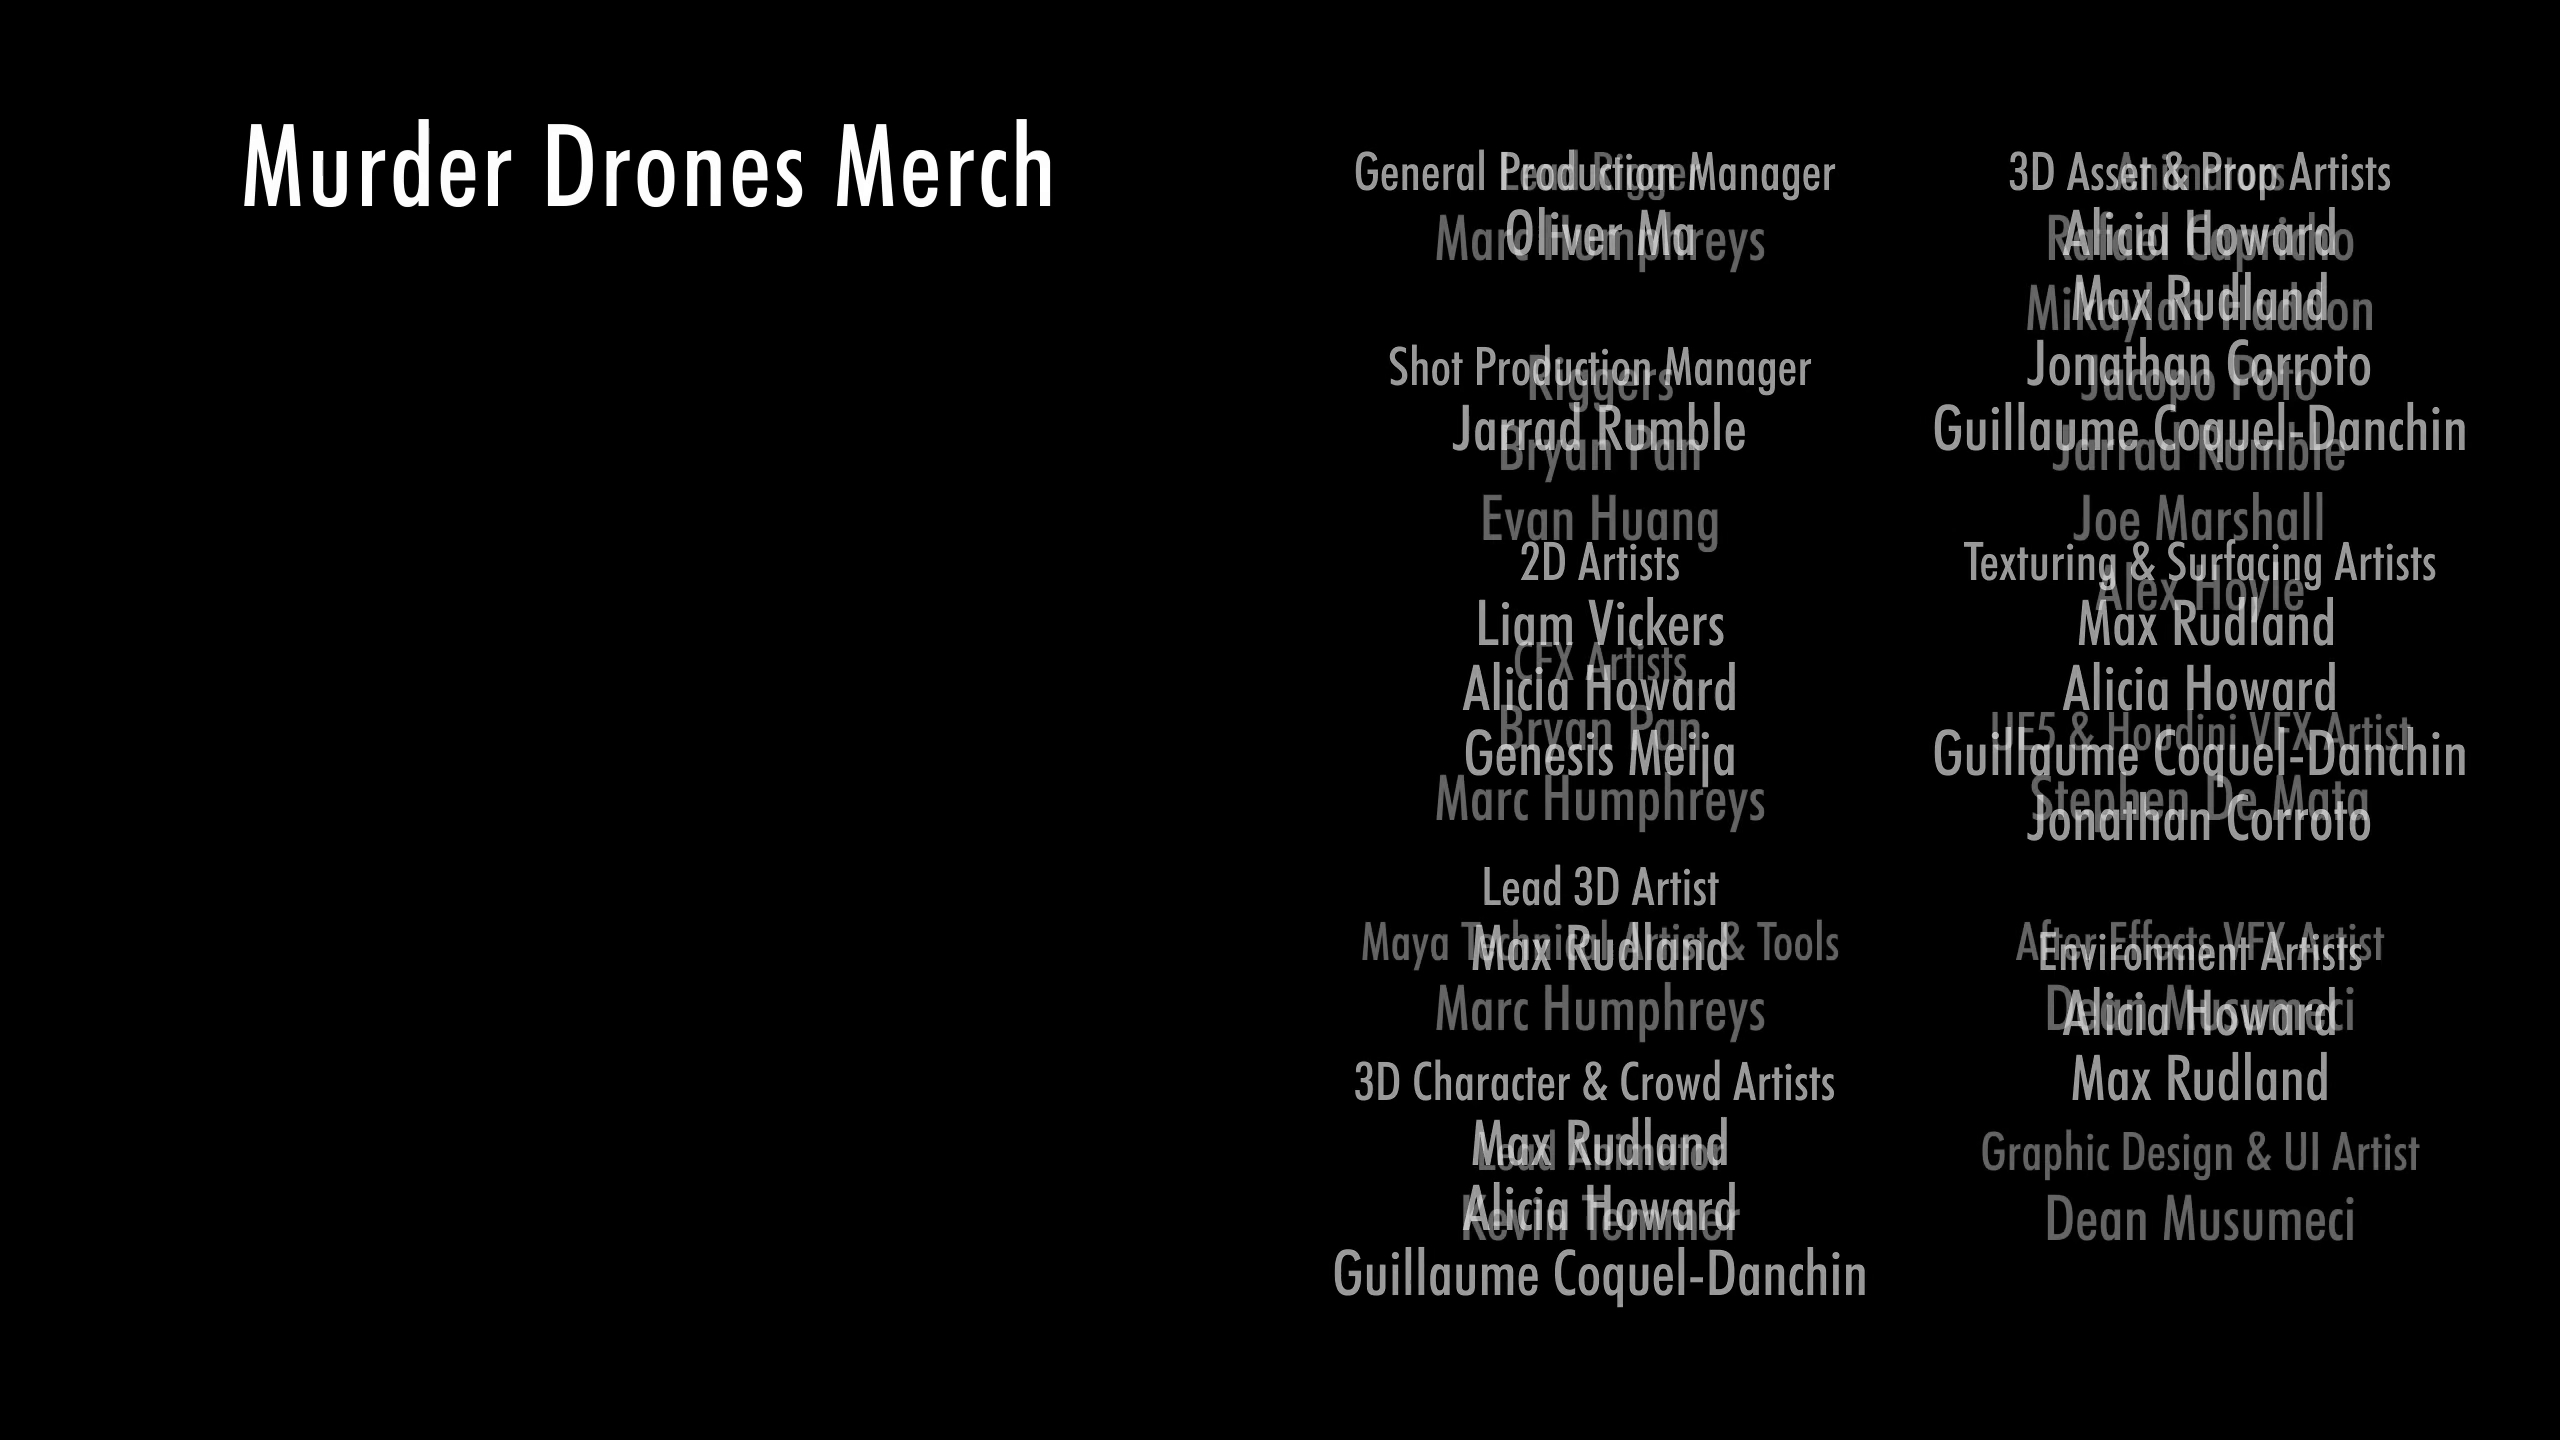 Murder Drones Merch
General Production Manager
Oliver Ma
Shot Production Manager
Jarrad Rumble
2D Artists
Liam Vickers
Alicia Howard
Genesis Meija
Lead 3D Artist
Max Rudland
3D Character & Crowd Artists
Max Rudland
Alicia Howard
Guillaume Coquel-Danchin
3D Asset & Prop Artists
Alicia Howard
Max Rudland
Jonathan Corroto
Guillaume Coquel-Danchin
Texturing & Surfacing Artists
Max Rudland
Alicia Howard
Guillaume Coquel-Danchin
Jonathan Corroto
Environment Artists
Alicia Howard
Max Rudland
Lead Rigger
Marc Humphreys
Riggers
Bryan Pan
Evan Huang
CFX Artists
Bryan Pan
Marc Humphreys
Maya Technical Artist & Tools
Marc Humphreys
Lead Animator
Kevin Temmer
Animators
Rafael Capricho
Mikaylah Haddon
Jacopo Pofo
Jarrad Rumble
Joe Marshall
Alex Hoyle
UE5 & Houdini VFX Artist
Stephen De Mata
After Effects VFX Artist
Dean Musumeci
Graphic Design & UI Artist
Dean Musumeci